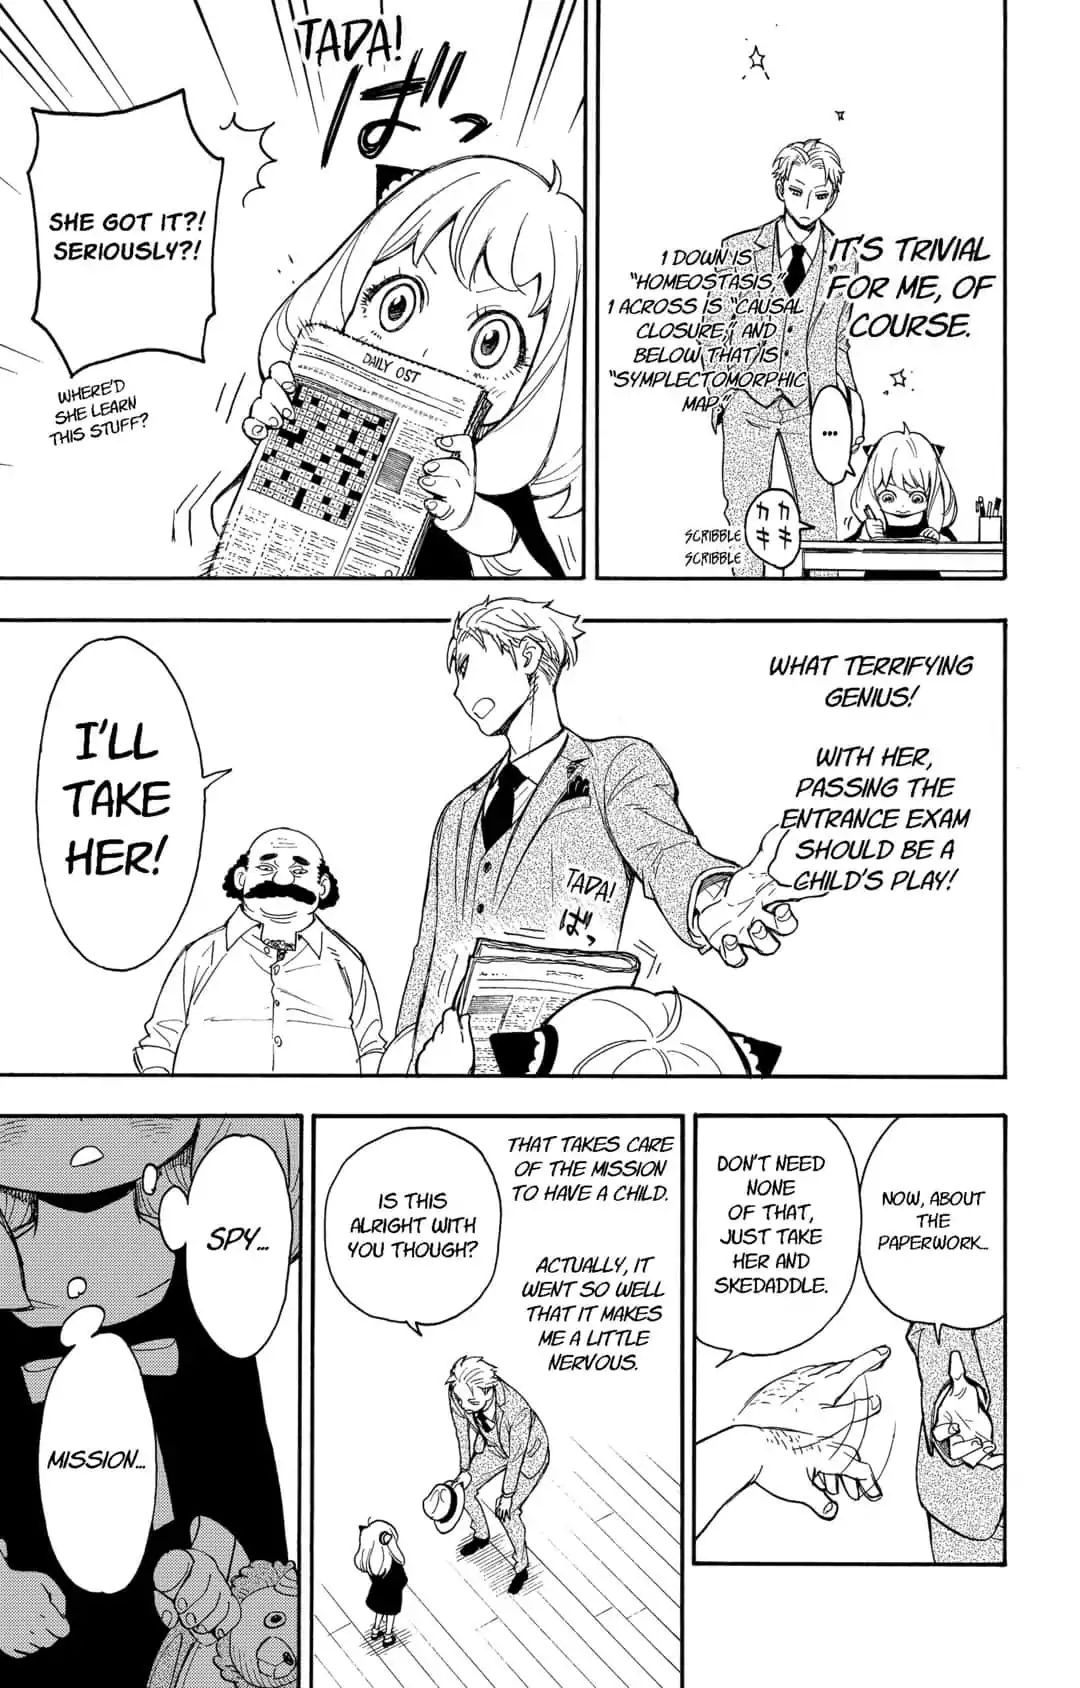 IT'S TRIVIAL
FOR ME, OF
COURSE.
1 DOWN IS
"HOMEOSTASIS,"
1 ACROSS IS "CAUSAL
CLOSURE," AND
BELOW THAT IS
"SYMPLECTOMORPHIC
MAP."
...
カキ
カキ
SCRIBBLE
SCRIBBLE
TADA!
ばっ
DAILY OST
SHE GOT IT?!
SERIOUSLY?!
WHERE'D
SHE LEARN
THIS STUFF?
WHAT TERRIFYING
GENIUS!
WITH HER,
PASSING THE
ENTRANCE EXAM
SHOULD BE A
CHILD'S PLAY!
TADA!
ばっ
I'LL
TAKE
HER!
NOW, ABOUT
THE
PAPERWORK...
DON'T NEED
NONE
OF THAT,
JUST TAKE
HER AND
SKEDADDLE.
THAT TAKES CARE
OF THE MISSION
TO HAVE A CHILD.
ACTUALLY, IT
WENT SO WELL
THAT IT MAKES
ME A LITTLE
NERVOUS.
IS THIS
ALRIGHT WITH
YOU THOUGH?
SPY...
MISSION...